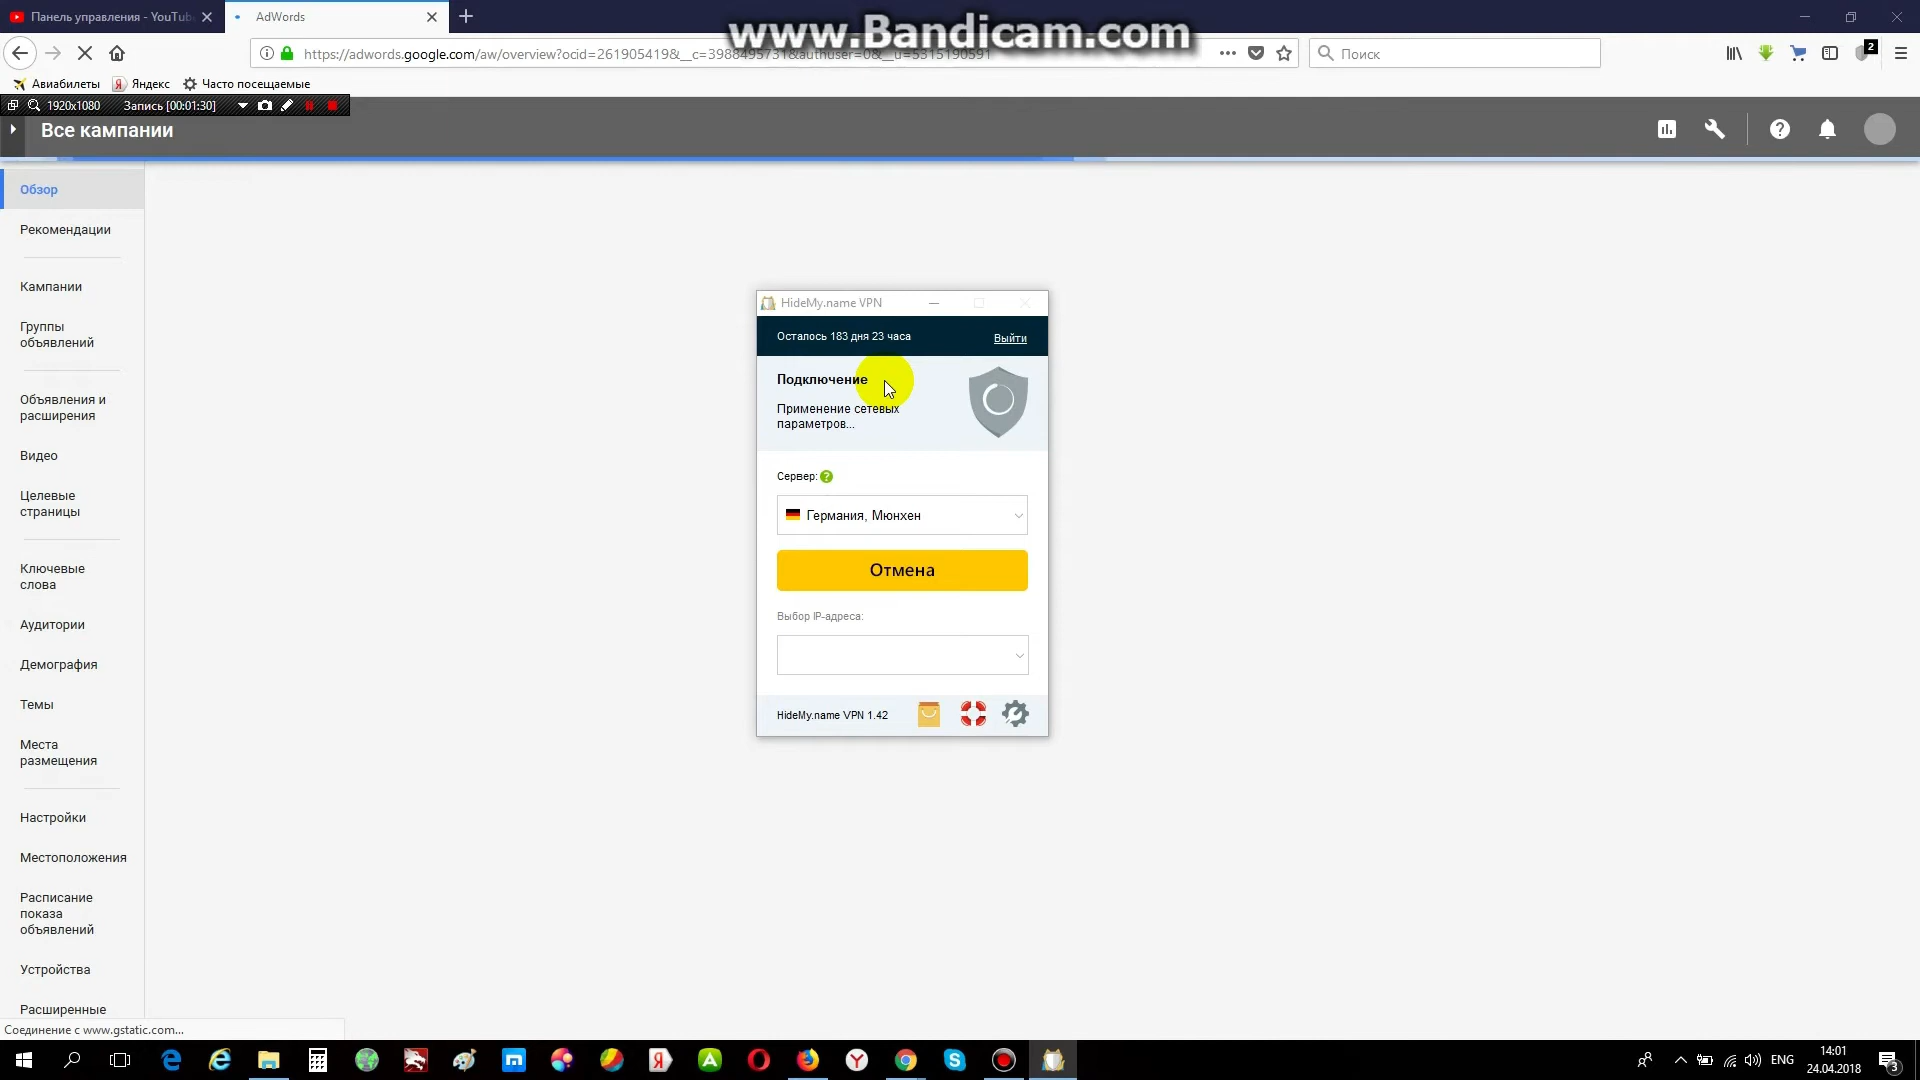 Панель управления - YouTub
AdWords
www.Bandicam.com
https://adwords.google.com/aw/overview?ocid=261905419&__c=3988495731&authuser=0&__u=5315190591
Поиск
2
Авиабилеты
Яндекс
Часто посещаемые
1920x1080
Запись [00:01:30]
Все кампании
Обзор
Рекомендации
Кампании
Группы
объявлений
Объявления и
расширения
Видео
Целевые
страницы
Ключевые
слова
Аудитории
Демография
Темы
Места
размещения
Настройки
Местоположения
Расписание
показа
объявлений
Устройства
Расширенные
Соединение с www.gstatic.com...
HideMy.name VPN
Осталось 183 дня 23 часа
Выйти
Подключение
Применение сетевых
параметров...
Сервер:
Германия, Мюнхен
Отмена
Выбор IP-адреса:
HideMy.name VPN 1.42
ENG
14:01
24.04.2018
3